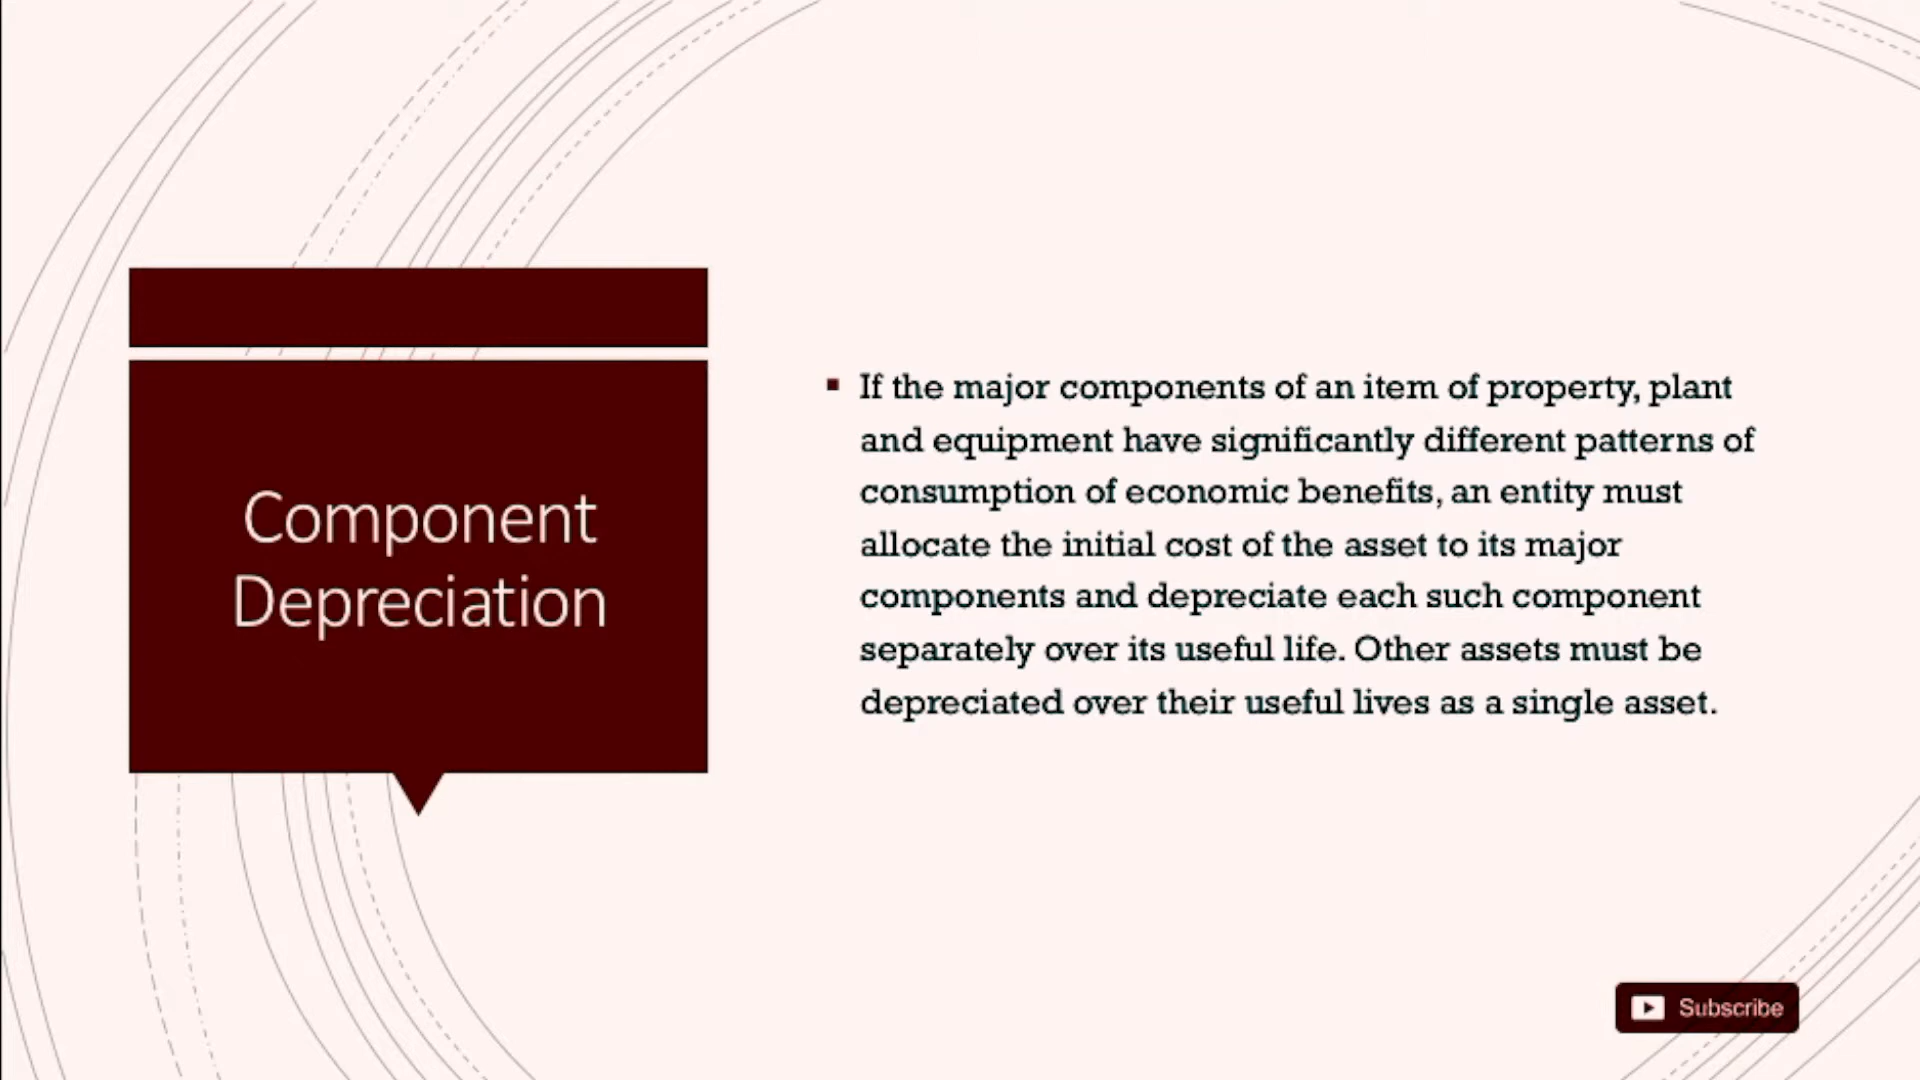 Component
Depreciation
If the major components of an item of property, plant
and equipment have significantly different patterns of
consumption of economic benefits, an entity must
allocate the initial cost of the asset to its major
components and depreciate each such component
separately over its useful life. Other assets must be
depreciated over their useful lives as a single asset.
Subscribe